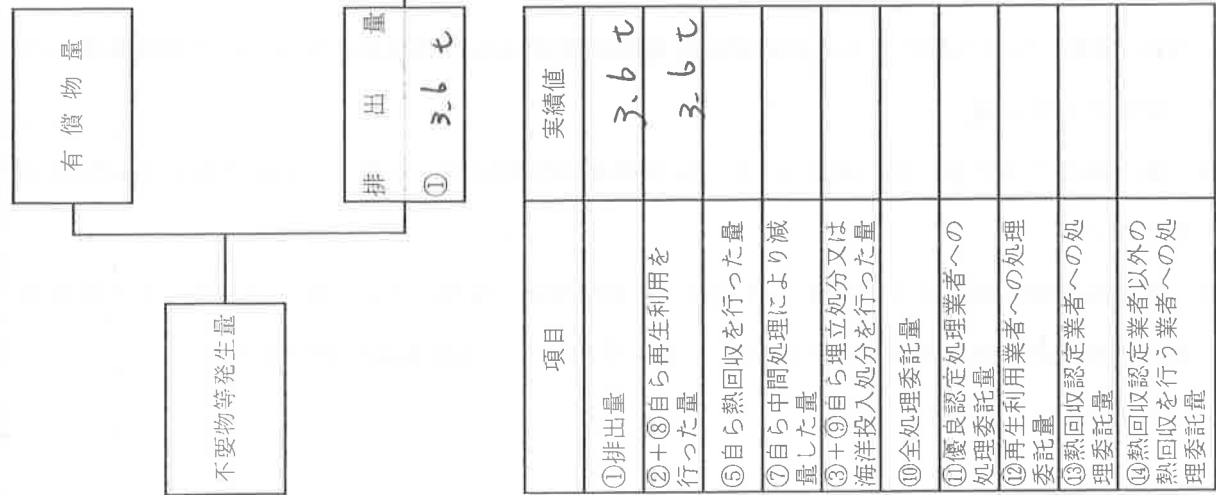 有償物量
不要物等発生量
排出量
① 3.6 t
項目 実績値
①排出量 3.6 t
②+⑧自ら再生利用を
行った量 3.6 t
⑤自ら熱回収を行った量
⑦自ら中間処理により減
量した量
③+⑨自ら埋立処分又は
海洋投入処分を行った量
⑩全処理委託量
⑪優良認定処理業者への
処理委託量
⑫再生利用業者への処理
委託量
⑬熱回収認定業者への処
理委託量
⑭熱回収認定業者以外の
熱回収を行う業者への処
理委託量